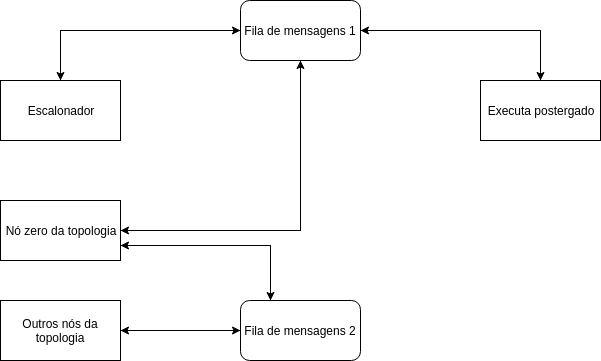 Fila de mensagens 1
Escalonador
Executa postergado
Nó zero da topologia
Outros nós da
topologia
Fila de mensagens 2